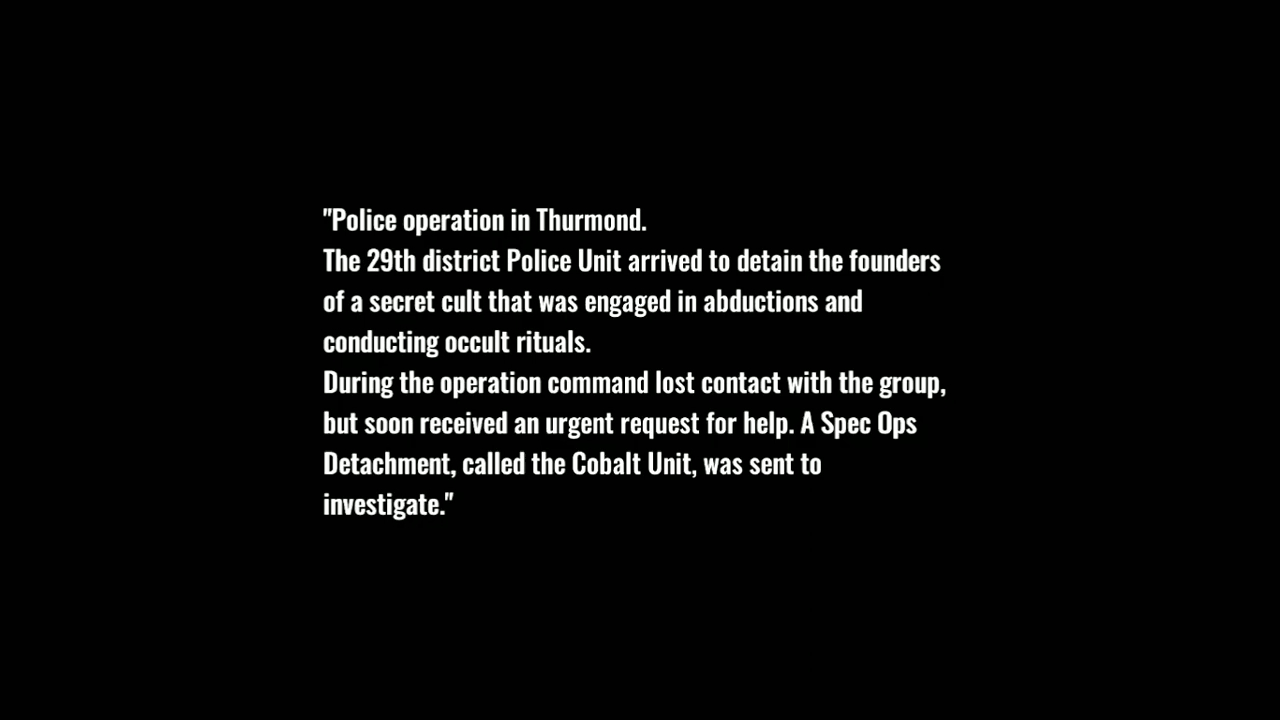 "Police operation in Thurmond.
The 29th district Police Unit arrived to detain the founders
of a secret cult that was engaged in abductions and
conducting occult rituals.
During the operation command lost contact with the group,
but soon received an urgent request for help. A Spec Ops
Detachment, called the Cobalt Unit, was sent to
investigate."